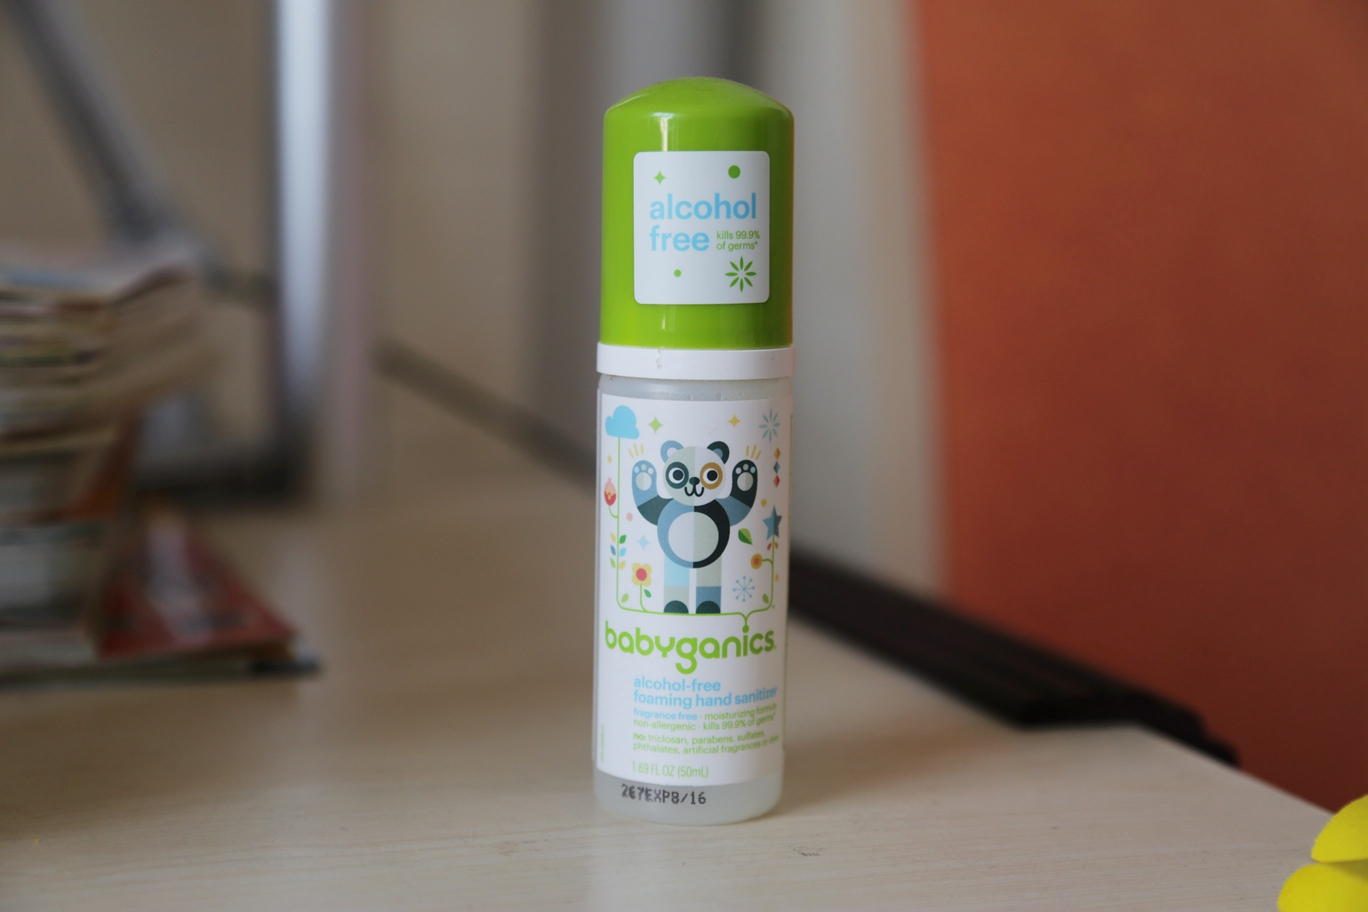 alcohol
free kills 99.9%
of germs*
babyganics
alcohol-free
foaming hand sanitizer
fragrance free · moisturizing formula
non-allergenic · kills 99.9% of germs*
no: triclosan, parabens, sulfates,
phthalates, artificial fragrances or
1.69 FL OZ (50mL)
EXP8/16